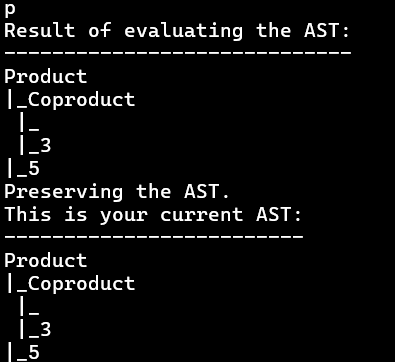 p
Result of evaluating the AST:
-----------------------------
Product
|_Coproduct
 |_
 |_3
|_5
Preserving the AST.
This is your current AST:
-------------------------
Product
|_Coproduct
 |_
 |_3
|_5